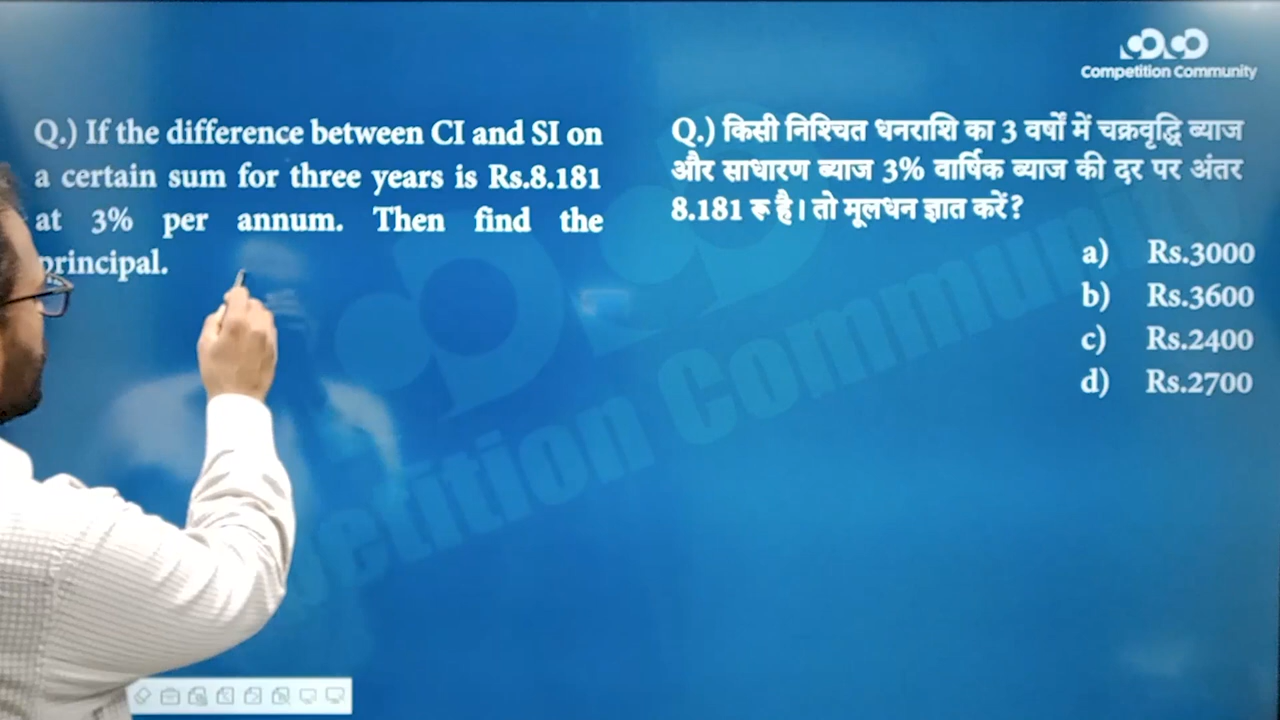 Competition Community
Q.) If the difference between CI and SI on
a certain sum for three years is Rs.8.181
at 3% per annum. Then find the
principal.
Q.) किसी निश्चित धनराशि का 3 वर्षों में चक्रवृद्धि ब्याज
और साधारण ब्याज 3% वार्षिक ब्याज की दर पर अंतर
8.181 रू है। तो मूलधन ज्ञात करें?
a) Rs.3000
b) Rs.3600
c) Rs.2400
d) Rs.2700
petition Community